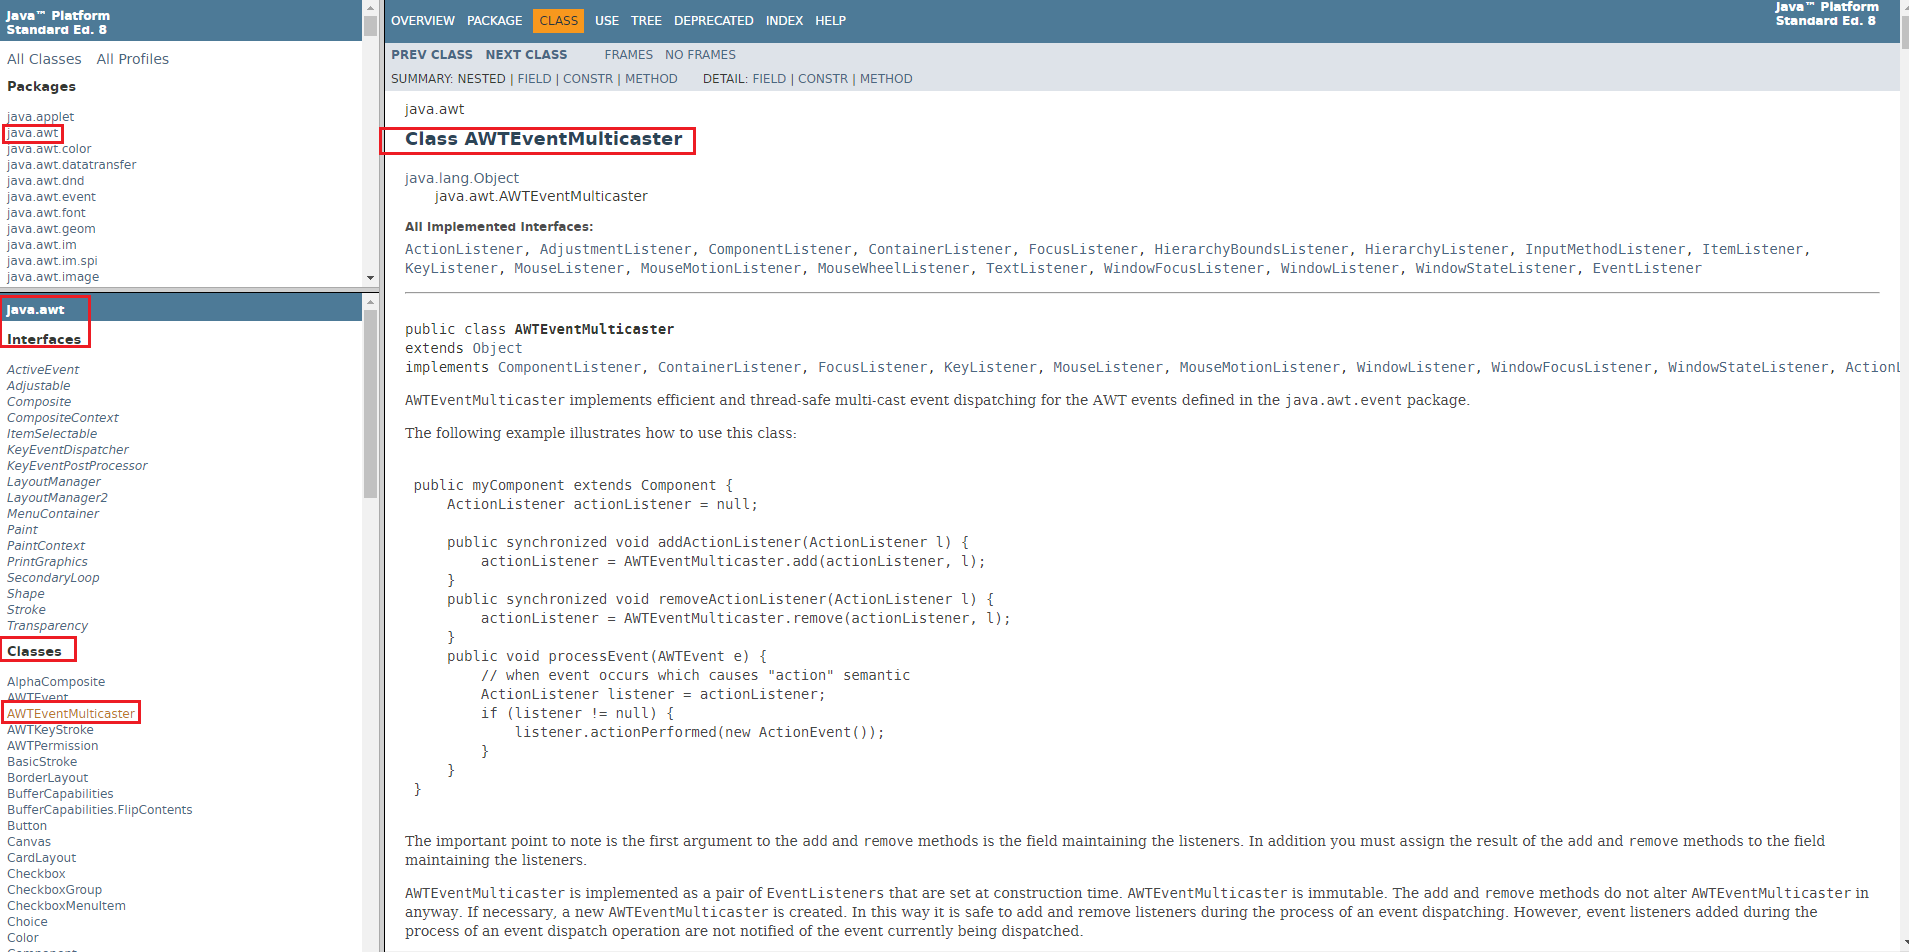 Java™ Platform
Standard Ed. 8
All Classes All Profiles
Packages
java.applet
java.awt
java.awt.color
java.awt.datatransfer
java.awt.dnd
java.awt.event
java.awt.font
java.awt.geom
java.awt.im
java.awt.im.spi
java.awt.image
java.awt
Interfaces
ActiveEvent
Adjustable
Composite
CompositeContext
ItemSelectable
KeyEventDispatcher
KeyEventPostProcessor
LayoutManager
LayoutManager2
MenuContainer
Paint
PaintContext
PrintGraphics
SecondaryLoop
Shape
Stroke
Transparency
Classes
AlphaComposite
AWTEvent
AWTEventMulticaster
AWTKeyStroke
AWTPermission
BasicStroke
BorderLayout
BufferCapabilities
BufferCapabilities.FlipContents
Button
Canvas
CardLayout
Checkbox
CheckboxGroup
CheckboxMenuItem
Choice
Color
OVERVIEW PACKAGE CLASS USE TREE DEPRECATED INDEX HELP
Java™ Platform
Standard Ed. 8
PREV CLASS NEXT CLASS FRAMES NO FRAMES
SUMMARY: NESTED | FIELD | CONSTR | METHOD DETAIL: FIELD | CONSTR | METHOD
java.awt
Class AWTEventMulticaster
java.lang.Object
java.awt.AWTEventMulticaster
All Implemented Interfaces:
ActionListener, AdjustmentListener, ComponentListener, ContainerListener, FocusListener, HierarchyBoundsListener, HierarchyListener, InputMethodListener, ItemListener,
KeyListener, MouseListener, MouseMotionListener, MouseWheelListener, TextListener, WindowFocusListener, WindowListener, WindowStateListener, EventListener
public class AWTEventMulticaster
extends Object
implements ComponentListener, ContainerListener, FocusListener, KeyListener, MouseListener, MouseMotionListener, WindowListener, WindowFocusListener, WindowStateListener, ActionL
AWTEventMulticaster implements efficient and thread-safe multi-cast event dispatching for the AWT events defined in the java.awt.event package.
The following example illustrates how to use this class:
public myComponent extends Component {
ActionListener actionListener = null;
public synchronized void addActionListener(ActionListener l) {
actionListener = AWTEventMulticaster.add(actionListener, l);
}
public synchronized void removeActionListener(ActionListener l) {
actionListener = AWTEventMulticaster.remove(actionListener, l);
}
public void processEvent(AWTEvent e) {
// when event occurs which causes "action" semantic
ActionListener listener = actionListener;
if (listener != null) {
listener.actionPerformed(new ActionEvent());
}
}
}
The important point to note is the first argument to the add and remove methods is the field maintaining the listeners. In addition you must assign the result of the add and remove methods to the field
maintaining the listeners.
AWTEventMulticaster is implemented as a pair of EventListeners that are set at construction time. AWTEventMulticaster is immutable. The add and remove methods do not alter AWTEventMulticaster in
anyway. If necessary, a new AWTEventMulticaster is created. In this way it is safe to add and remove listeners during the process of an event dispatching. However, event listeners added during the
process of an event dispatch operation are not notified of the event currently being dispatched.